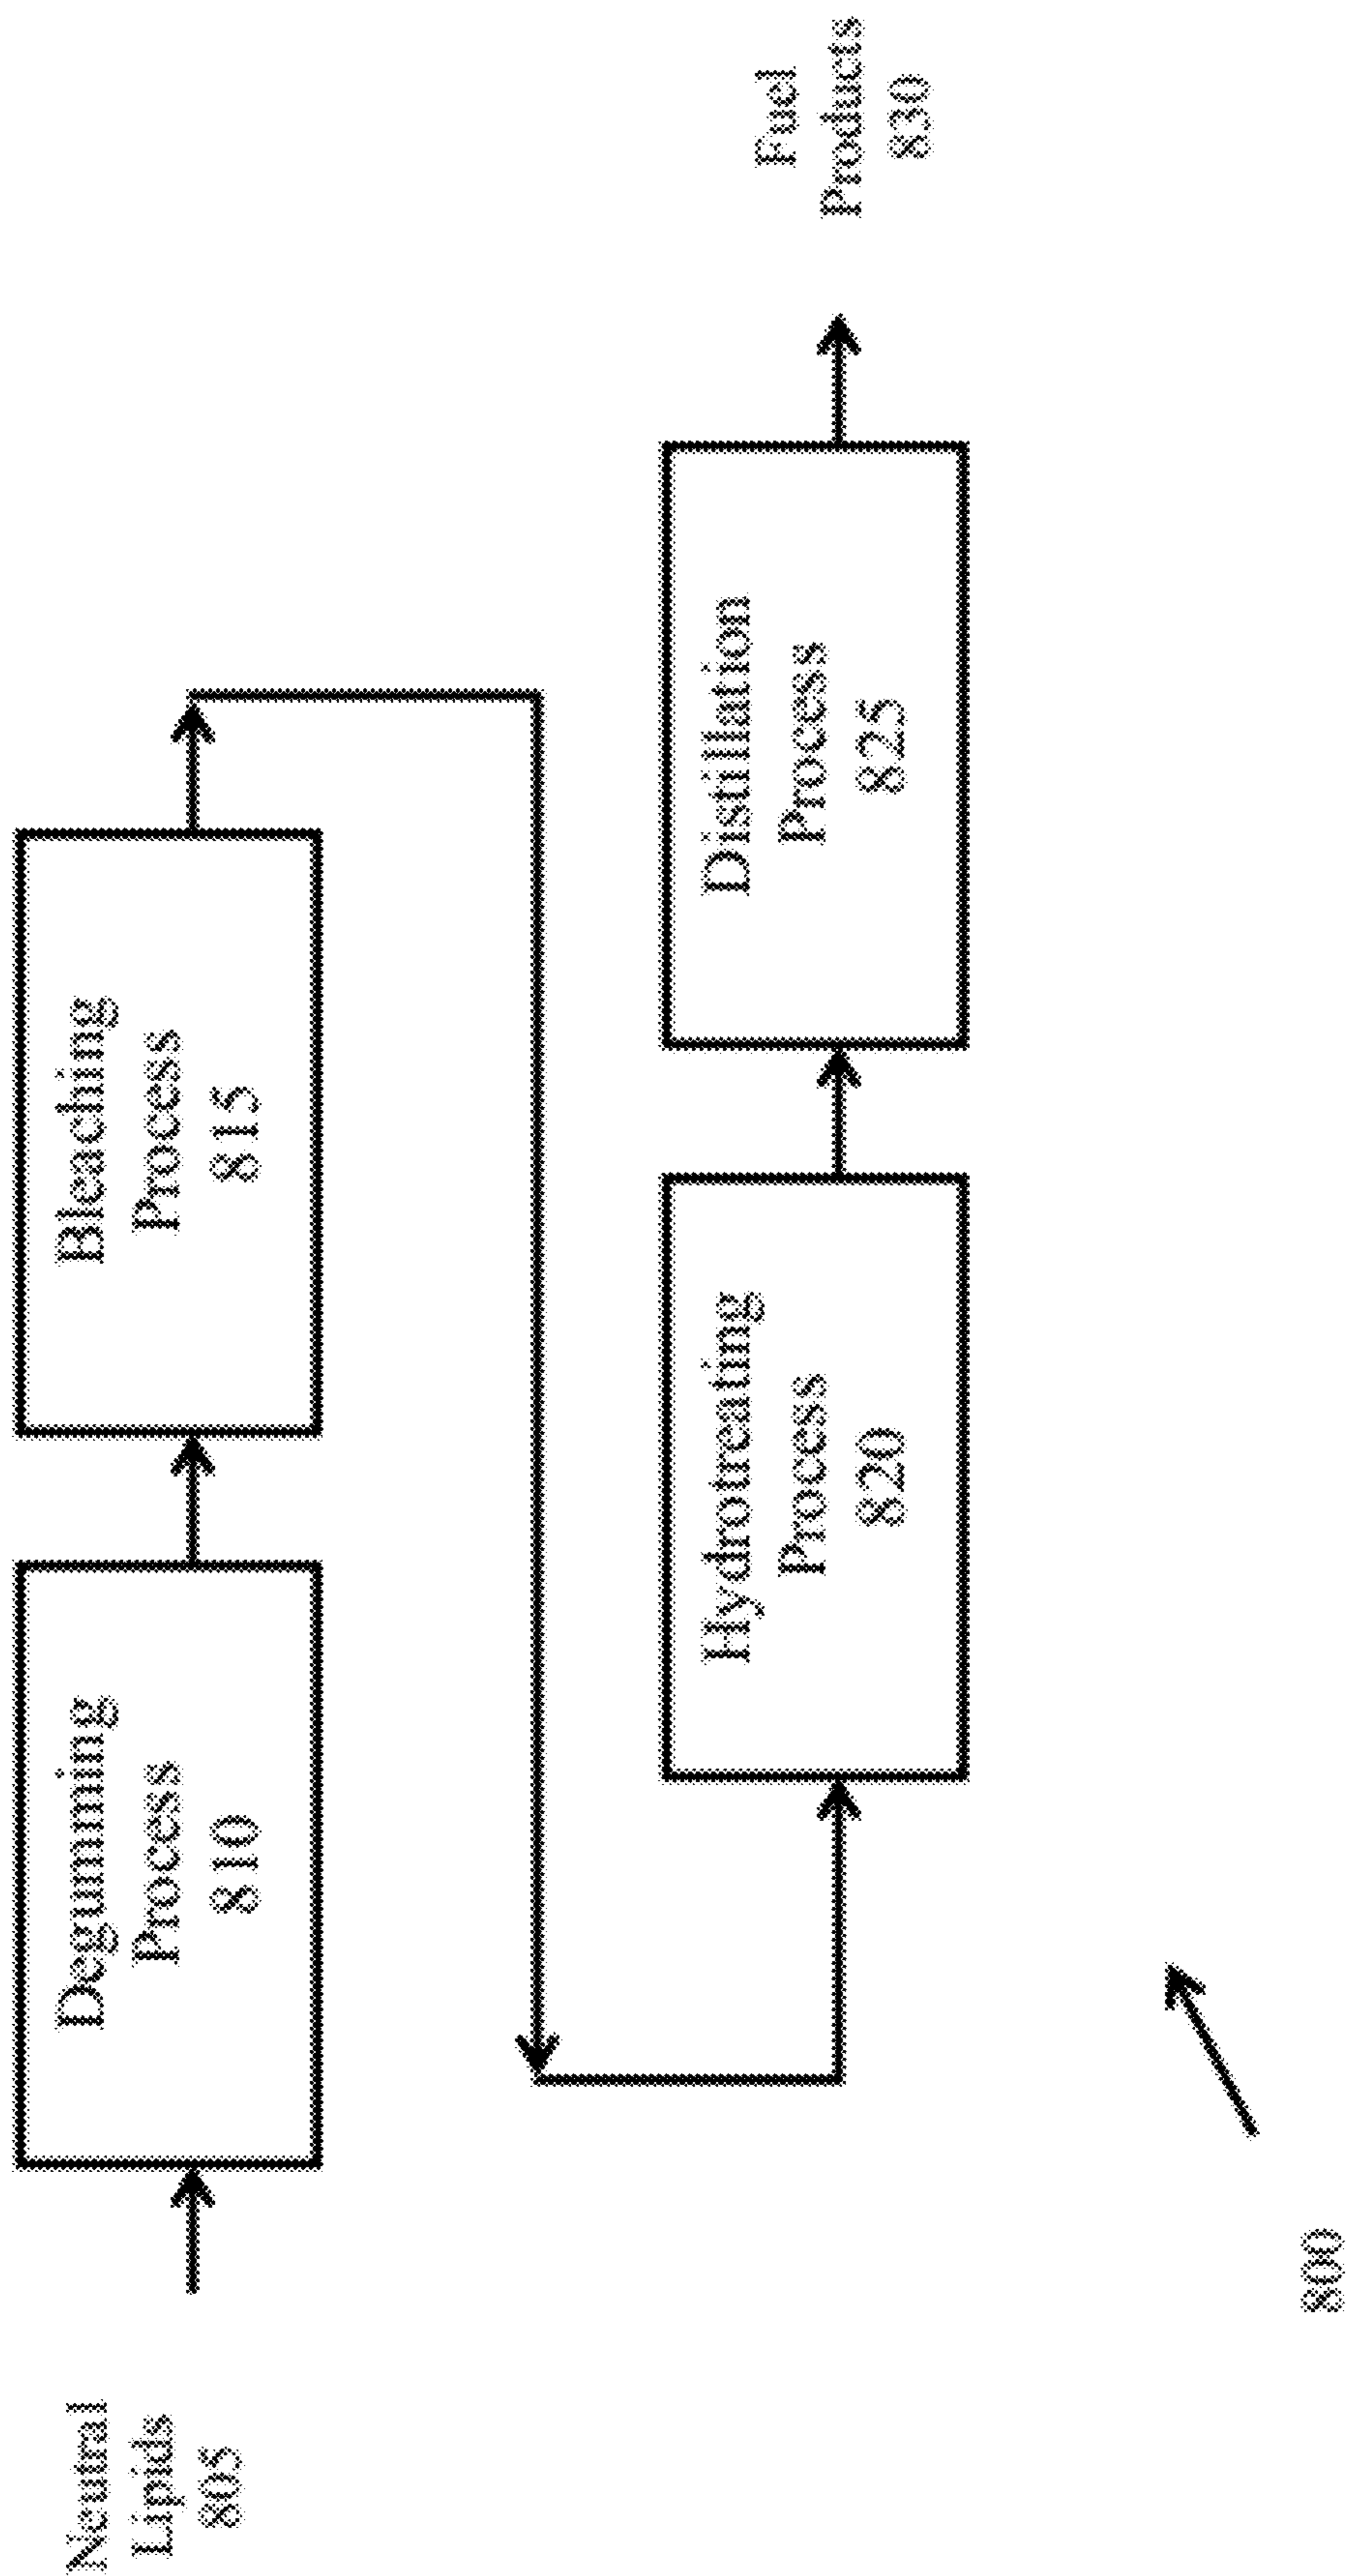 Neutral
Lipids
805
Degumming
Process
810
Bleaching
Process
815
Hydrotreating
Process
820
Distillation
Process
825
Fuel
Products
830
800